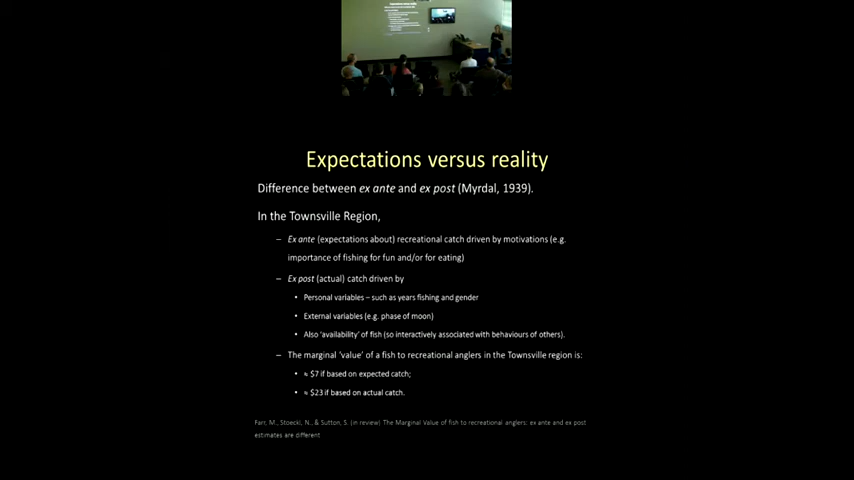 Expectations versus reality
Difference between ex ante and ex post (Myrdal, 1939).
In the Townsville Region,
– Ex ante (expectations about) recreational catch driven by motivations (e.g.
importance of fishing for fun and/or for eating)
– Ex post (actual) catch driven by
• Personal variables – such as years fishing and gender
• External variables (e.g. phase of moon)
• Also 'availability' of fish (so interactively associated with behaviours of others).
– The marginal 'value' of a fish to recreational anglers in the Townsville region is:
• ≈ $7 if based on expected catch;
• ≈ $23 if based on actual catch.
Farr, M., Stoeckl, N., & Sutton, S. (in review) The Marginal Value of fish to recreational anglers: ex ante and ex post
estimates are different